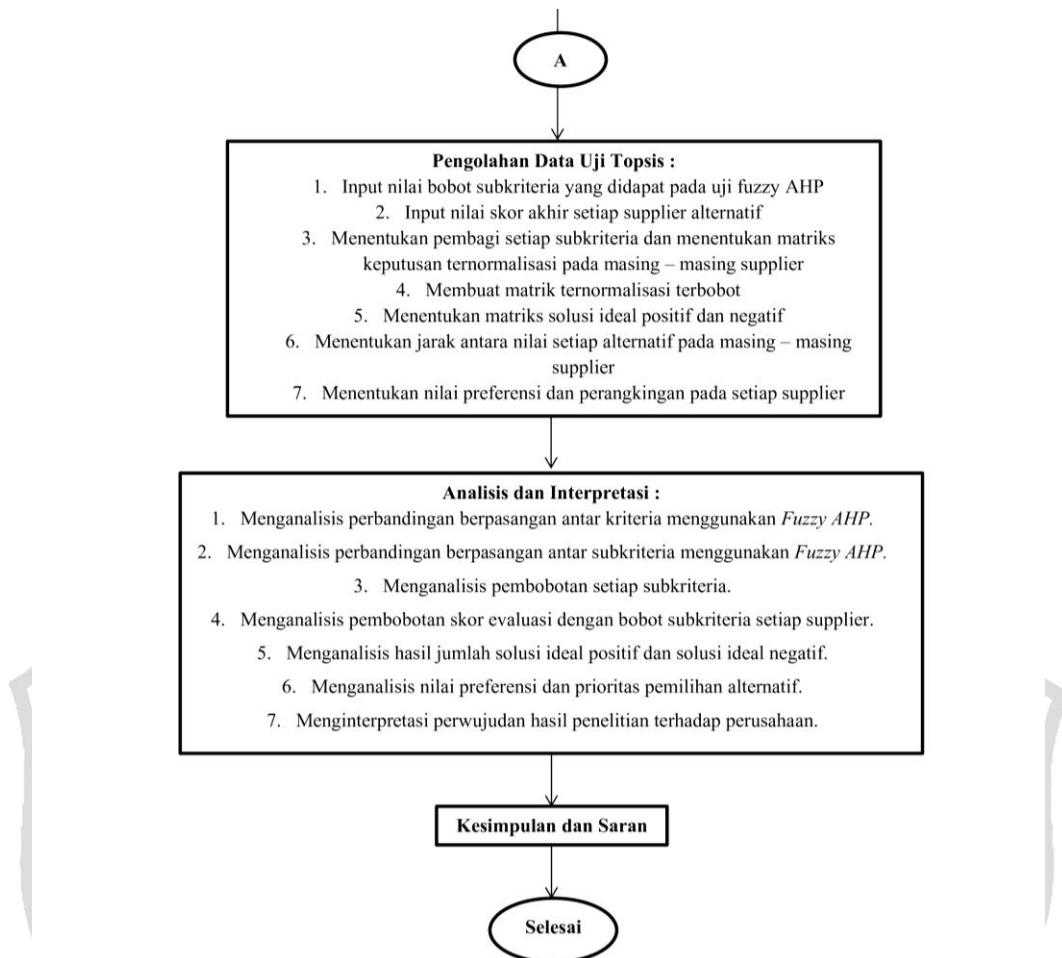 A
Pengolahan Data Uji Topsis :
1. Input nilai bobot subkriteria yang didapat pada uji fuzzy AHP
2. Input nilai skor akhir setiap supplier alternatif
3. Menentukan pembagi setiap subkriteria dan menentukan matriks
keputusan ternormalisasi pada masing – masing supplier
4. Membuat matrik ternormalisasi terbobot
5. Menentukan matriks solusi ideal positif dan negatif
6. Menentukan jarak antara nilai setiap alternatif pada masing – masing
supplier
7. Menentukan nilai preferensi dan perangkingan pada setiap supplier
Analisis dan Interpretasi :
1. Menganalisis perbandingan berpasangan antar kriteria menggunakan Fuzzy AHP.
2. Menganalisis perbandingan berpasangan antar subkriteria menggunakan Fuzzy AHP.
3. Menganalisis pembobotan setiap subkriteria.
4. Menganalisis pembobotan skor evaluasi dengan bobot subkriteria setiap supplier.
5. Menganalisis hasil jumlah solusi ideal positif dan solusi ideal negatif.
6. Menganalisis nilai preferensi dan prioritas pemilihan alternatif.
7. Menginterpretasi perwujudan hasil penelitian terhadap perusahaan.
Kesimpulan dan Saran
Selesai